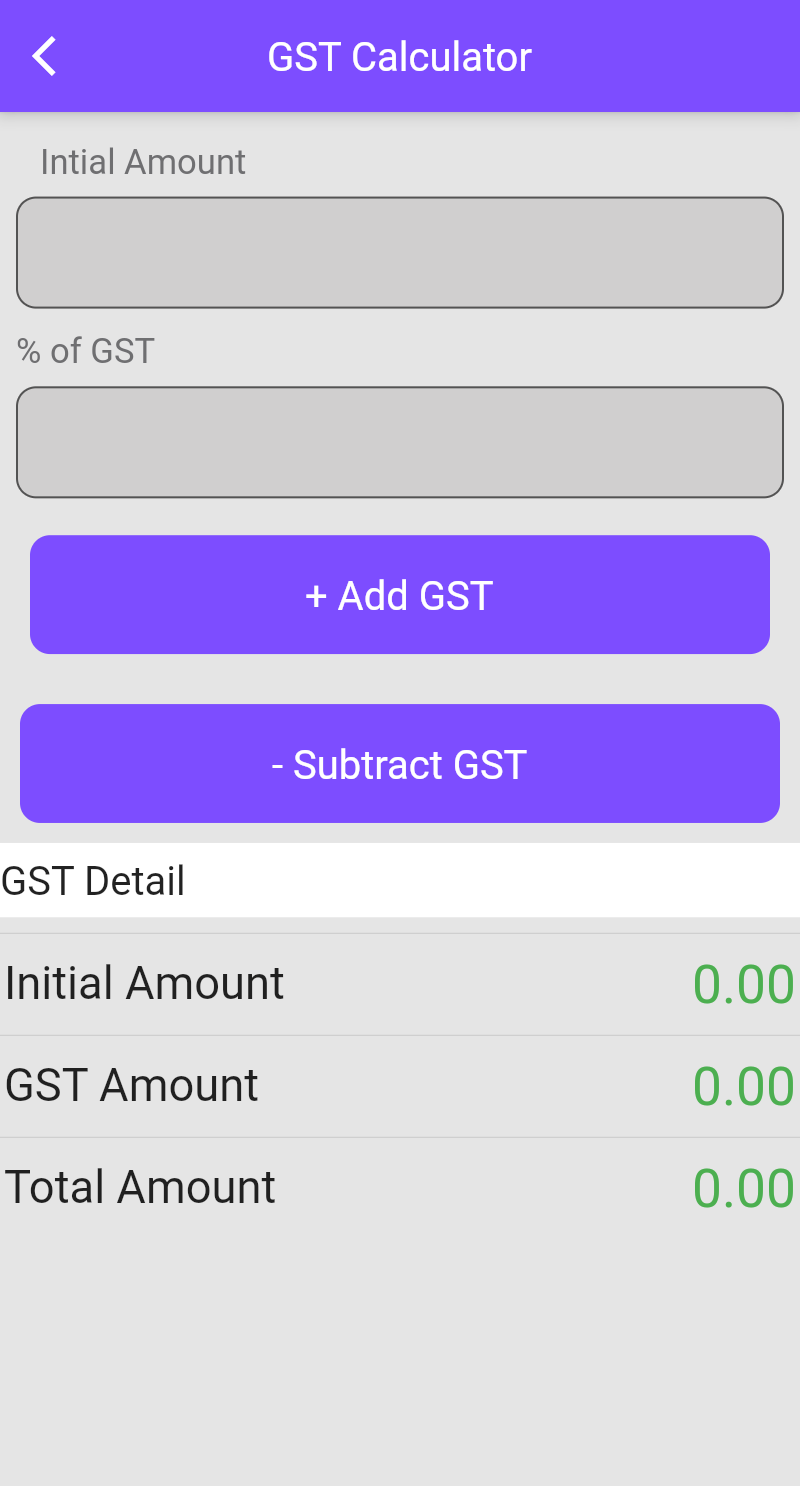 GST Calculator
Intial Amount
% of GST
+ Add GST
- Subtract GST
GST Detail
Initial Amount 0.00
GST Amount 0.00
Total Amount 0.00